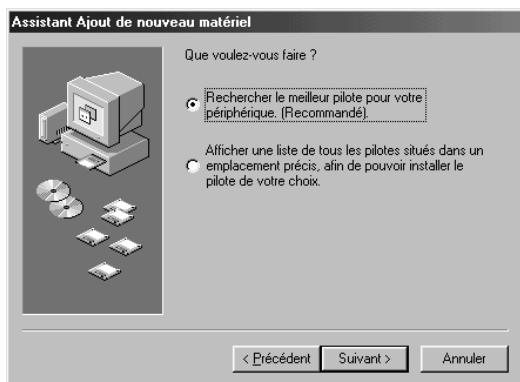 Assistant Ajout de nouveau matériel
Que voulez-vous faire ?
Rechercher le meilleur pilote pour votre
périphérique. (Recommandé).
Afficher une liste de tous les pilotes situés dans un
emplacement précis, afin de pouvoir installer le
pilote de votre choix.
< Précédent
Suivant >
Annuler